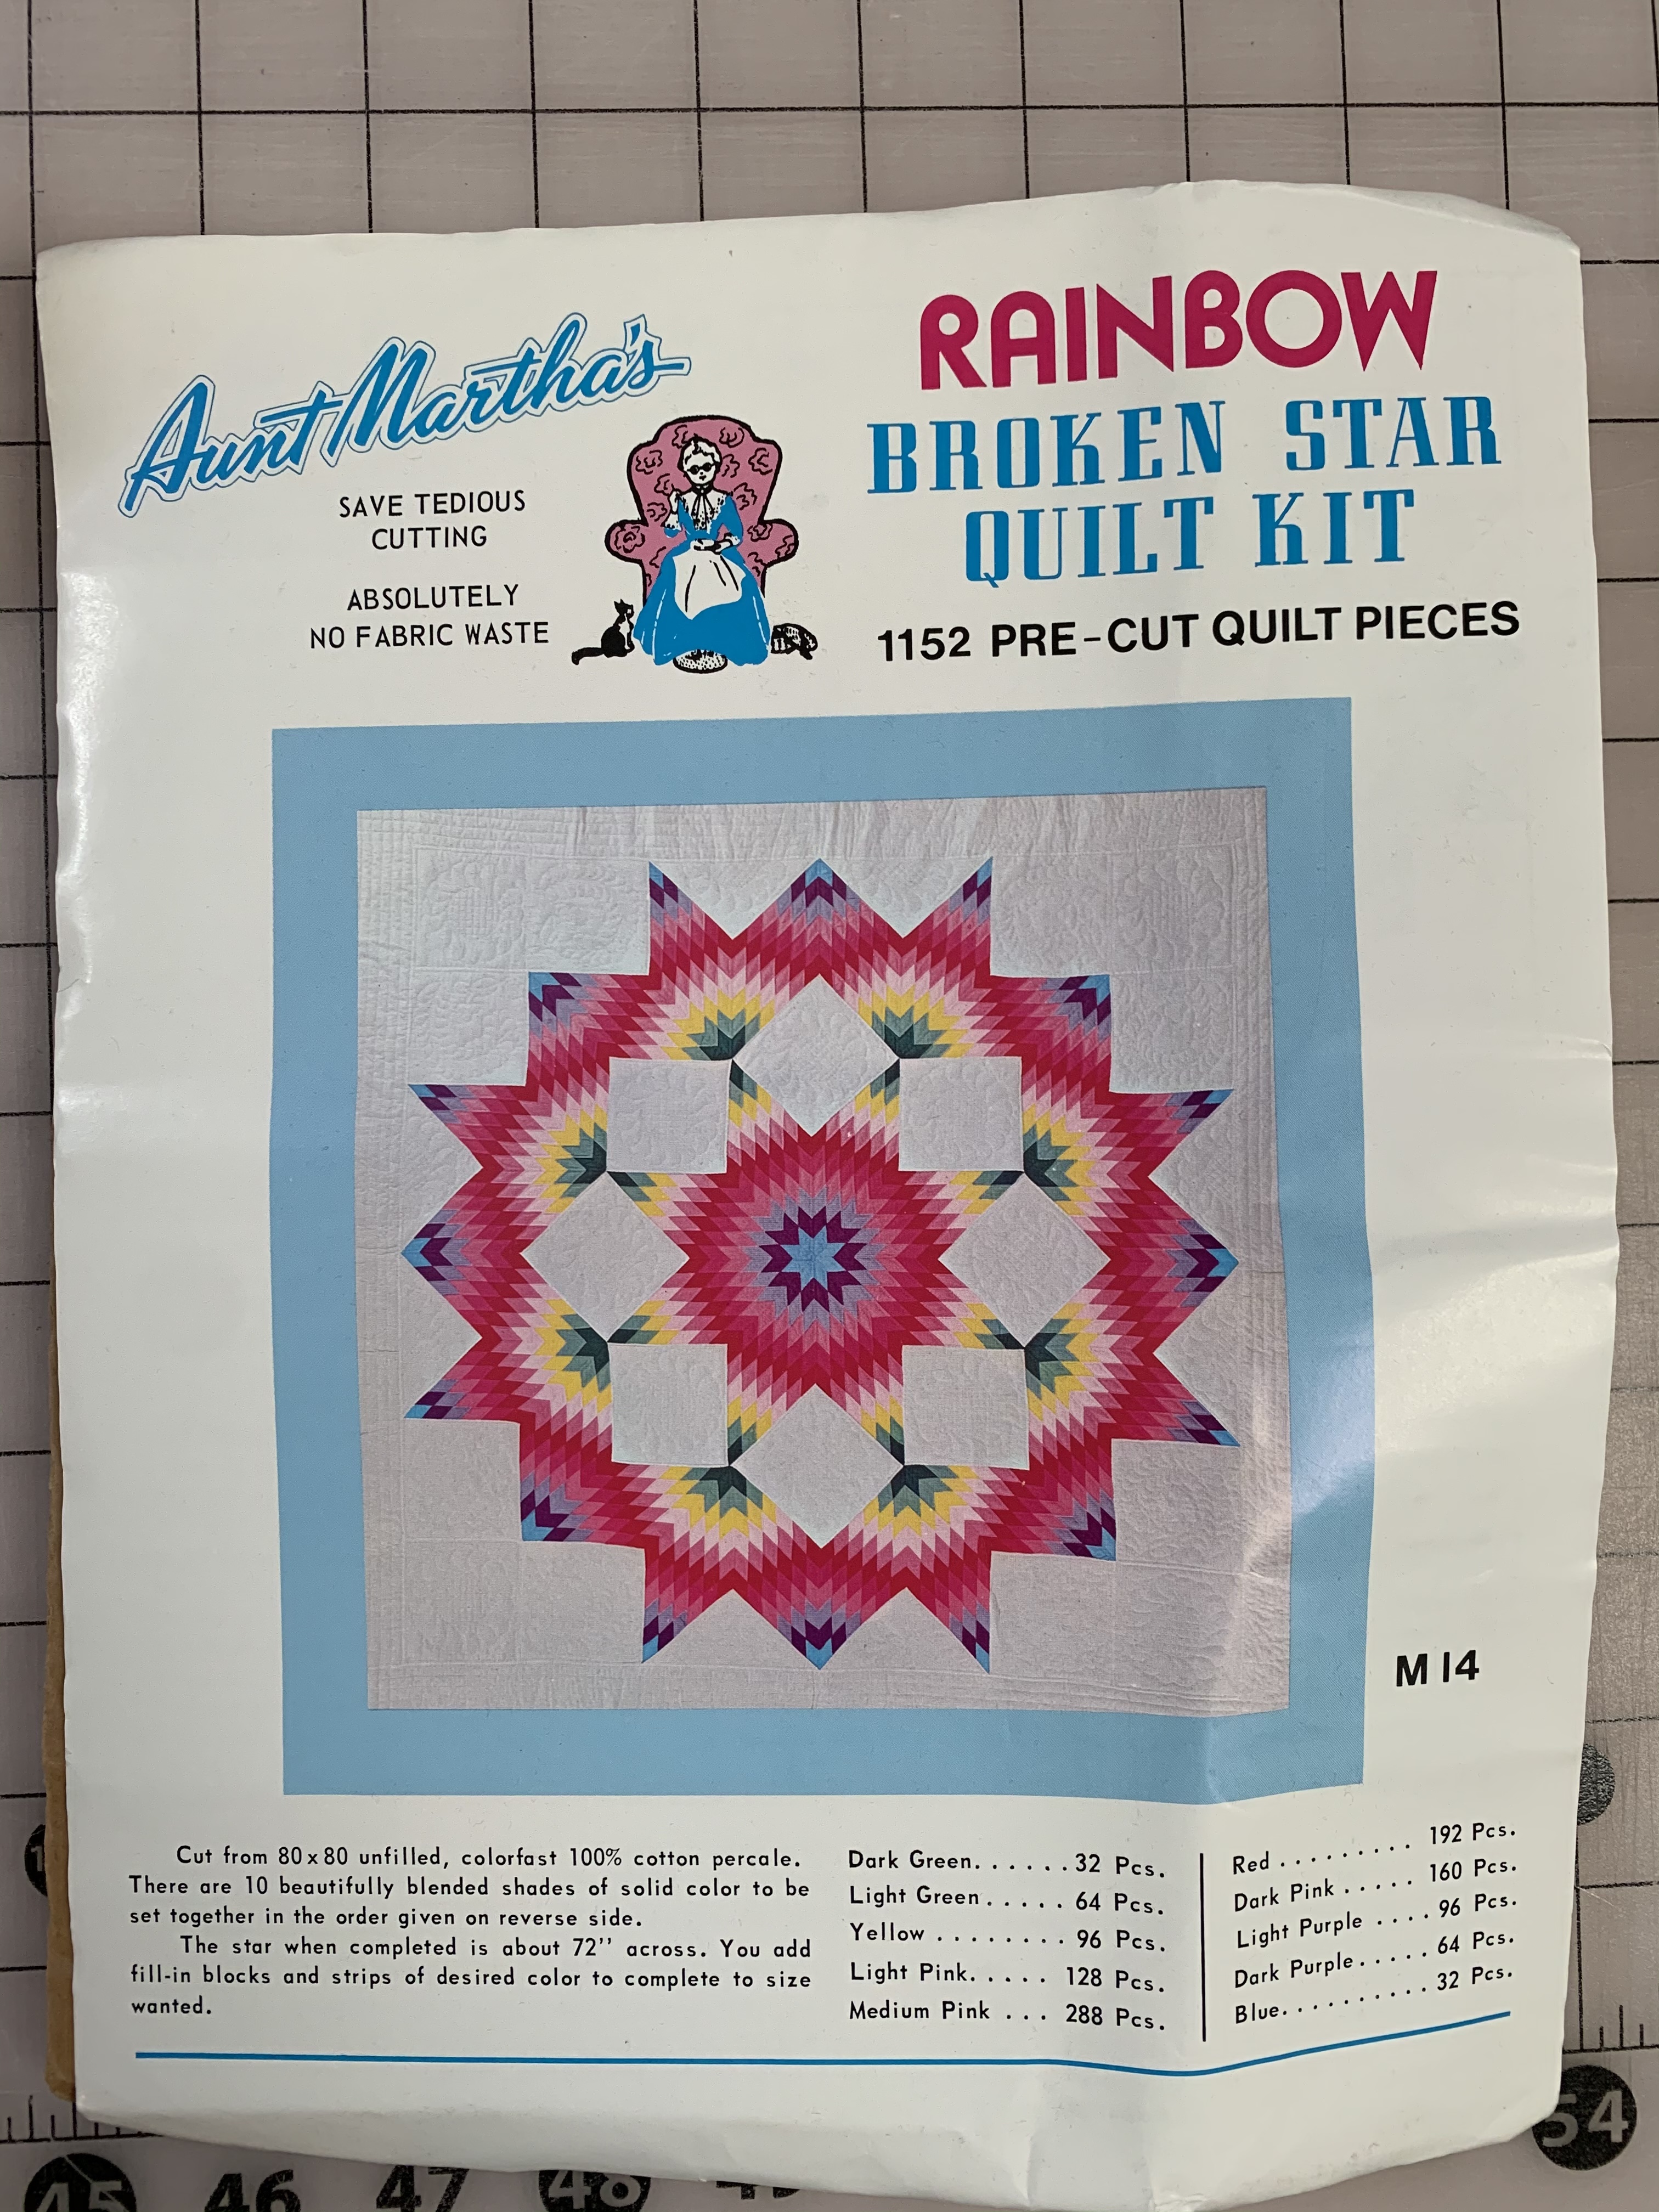 Aunt Martha's
SAVE TEDIOUS
CUTTING
ABSOLUTELY
NO FABRIC WASTE
RAINBOW
BROKEN STAR
QUILT KIT
1152 PRE-CUT QUILT PIECES
M14
Cut from 80x80 unfilled, colorfast 100% cotton percale.
There are 10 beautifully blended shades of solid color to be
set together in the order given on reverse side.
The star when completed is about 72'' across. You add
fill-in blocks and strips of desired color to complete to size
wanted.
Dark Green......32 Pcs.
Light Green.....64 Pcs.
Yellow........96 Pcs.
Light Pink.....128 Pcs.
Medium Pink...288 Pcs.
Red.........192 Pcs.
Dark Pink.....160 Pcs.
Light Purple....96 Pcs.
Dark Purple.....64 Pcs.
Blue..........32 Pcs.
54
45 46 47 48